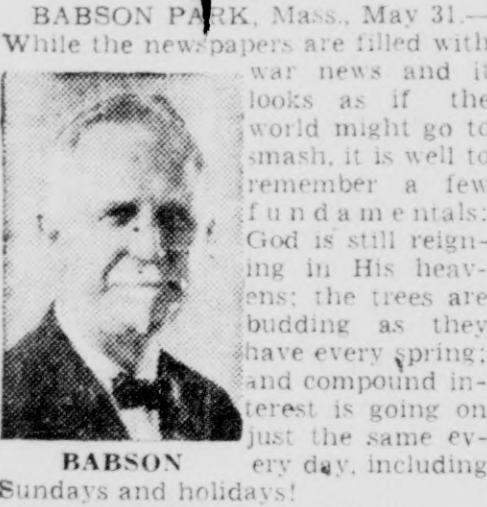 BABSON PARK, Mass., May 31.—
While the newspapers are filled with
war news and it
looks as if the
world might go to
smash, it is well to
remember a few
fundamentals:
God is still reign-
ing in His heav-
ens; the trees are
budding as they
have every spring;
and compound in-
terest is going on
just the same ev-
ery day, including
Sundays and holidays!
BABSON